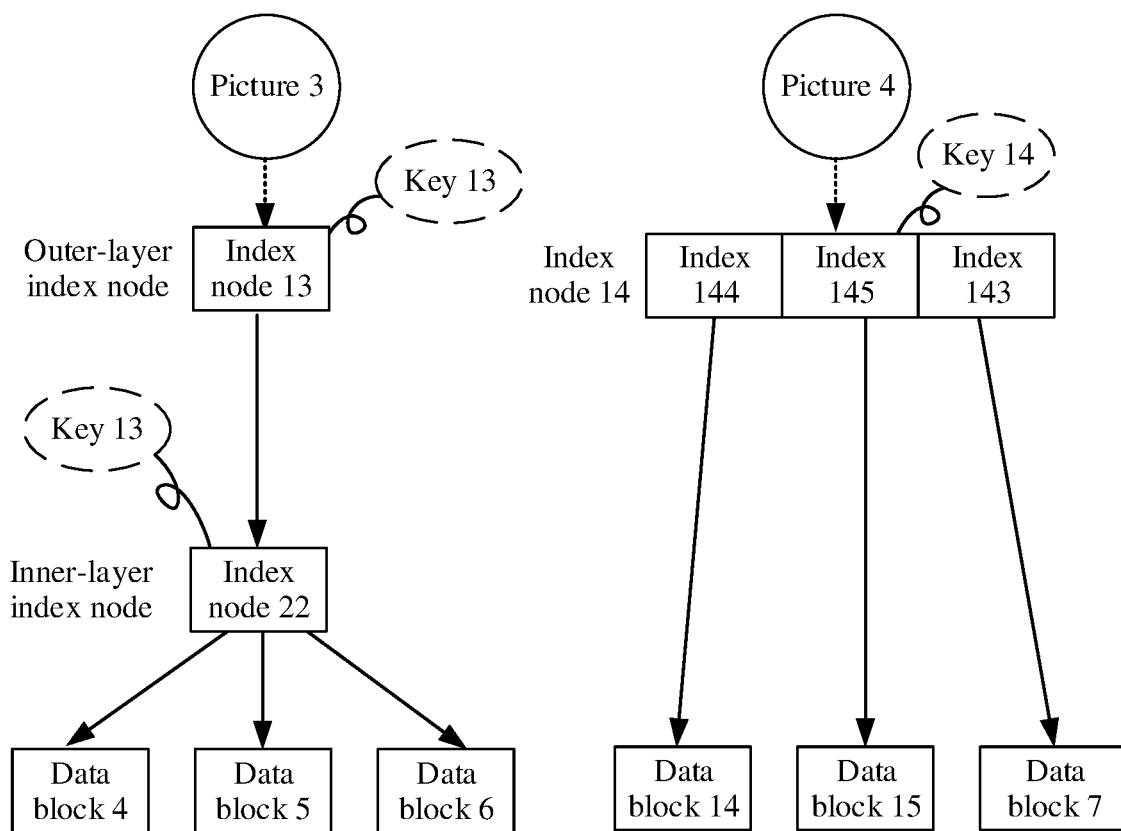 Picture 3
Key 13
Outer-layer
index node
Index
node 13
Key 13
Inner-layer
index node
Index
node 22
Data
block 4
Data
block 5
Data
block 6
Picture 4
Key 14
Index
node 14
Index
144
Index
145
Index
143
Data
block 14
Data
block 15
Data
block 7